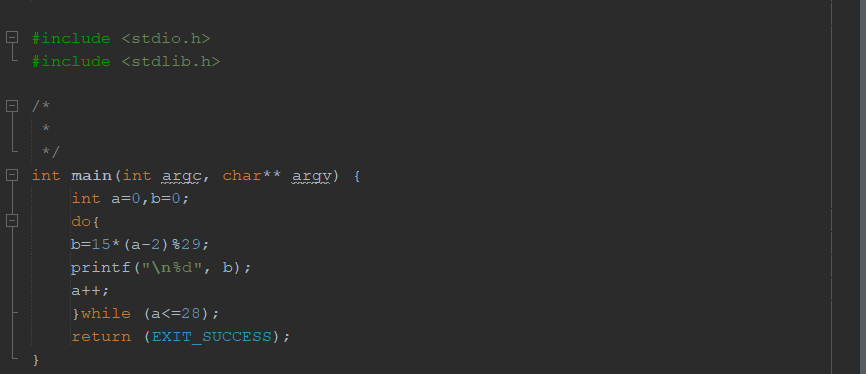 #include <stdio.h>
#include <stdlib.h>
/*
 *
 */
int main(int argc, char** argv) {
    int a=0,b=0;
    do{
    b=15*(a-2)%29;
    printf("\n%d", b);
    a++;
    }while (a<=28);
    return (EXIT_SUCCESS);
}